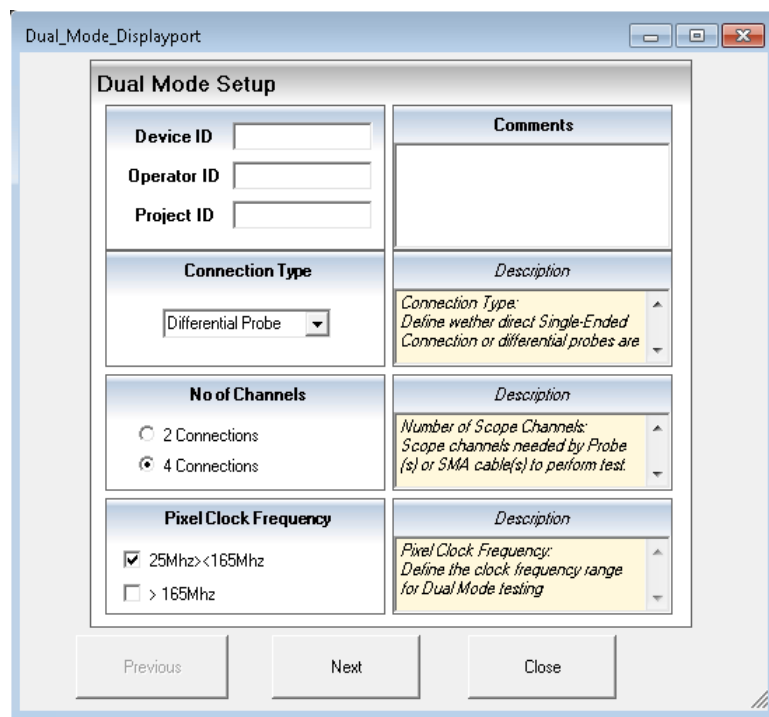 Dual_Mode_Displayport
Dual Mode Setup
Device ID
Operator ID
Project ID
Comments
Connection Type
Differential Probe
Description
Connection Type:
Define wether direct Single-Ended
Connection or differential probes are
No of Channels
2 Connections
4 Connections
Description
Number of Scope Channels:
Scope channels needed by Probe
(s) or SMA cable(s) to perform test.
Pixel Clock Frequency
25Mhz><165Mhz
> 165Mhz
Description
Pixel Clock Frequency:
Define the clock frequency range
for Dual Mode testing
Previous
Next
Close